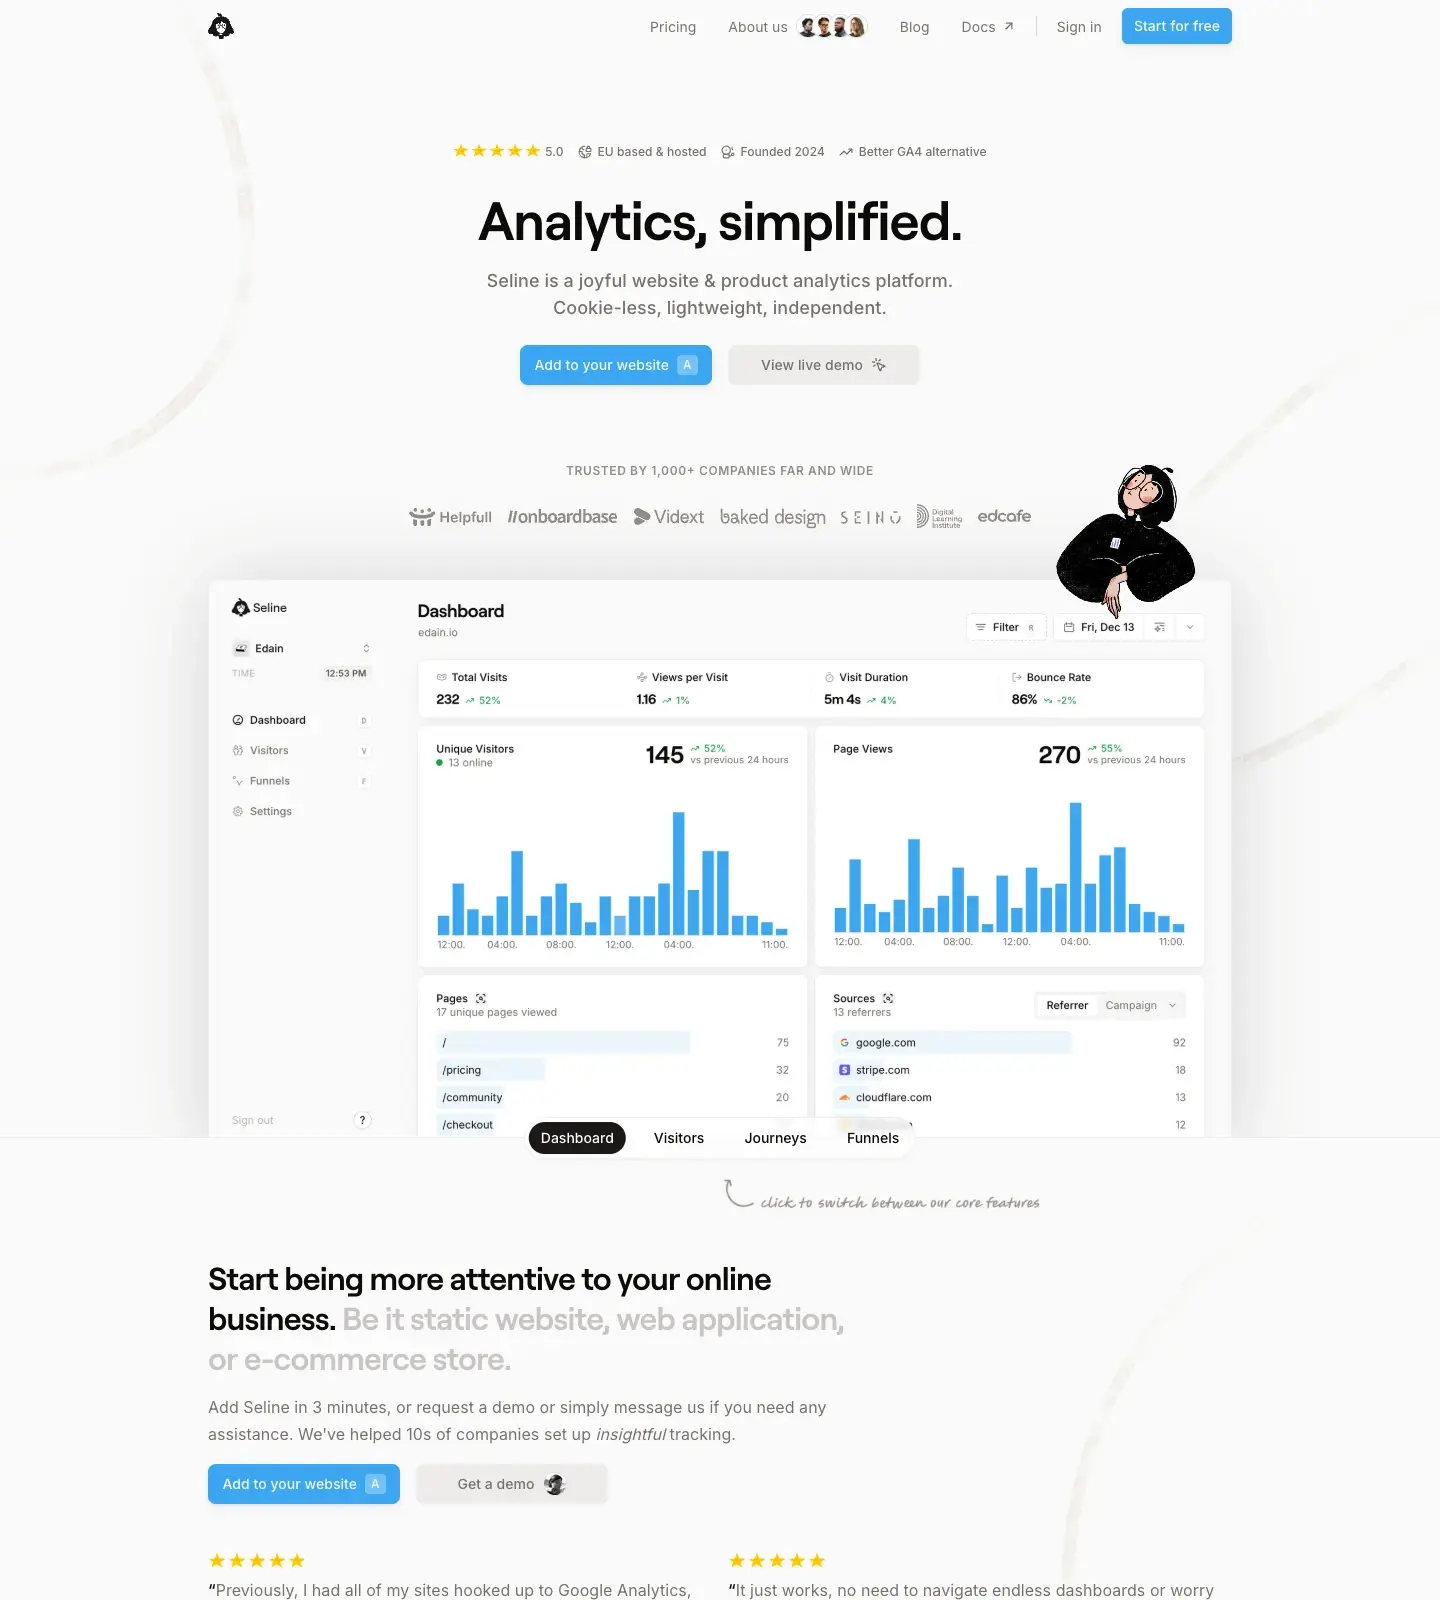 Pricing
About us
Blog
Docs
Sign in
Start for free
5.0
EU based & hosted
Founded 2024
Better GA4 alternative
Analytics, simplified.
Seline is a joyful website & product analytics platform.
Cookie-less, lightweight, independent.
Add to your website A
View live demo
TRUSTED BY 1,000+ COMPANIES FAR AND WIDE
Helpfull
onboardbase
Vidext
baked design
SEINO
Digital
Learning
Institute
edcafe
Seline
Edain
TIME
12:53 PM
Dashboard D
Visitors V
Funnels F
Settings
Sign out
?
Dashboard
edain.io
Filter R
Fri, Dec 13
Total Visits
232 52%
Views per Visit
1.16 1%
Visit Duration
5m 4s 4%
Bounce Rate
86% -2%
Unique Visitors
13 online
145
52%
vs previous 24 hours
12:00. 04:00. 08:00. 12:00. 04:00. 11:00.
Page Views
270
55%
vs previous 24 hours
12:00. 04:00. 08:00. 12:00. 04:00. 11:00.
Pages
17 unique pages viewed
/ 75
/pricing 32
/community 20
/checkout
Sources
13 referrers
Referrer
Campaign
google.com 92
stripe.com 18
cloudflare.com 13
12
Dashboard
Visitors
Journeys
Funnels
click to switch between our core features
Start being more attentive to your online
business. Be it static website, web application,
or e-commerce store.
Add Seline in 3 minutes, or request a demo or simply message us if you need any
assistance. We've helped 10s of companies set up insightful tracking.
Add to your website A
Get a demo
“Previously, I had all of my sites hooked up to Google Analytics,
“It just works, no need to navigate endless dashboards or worry